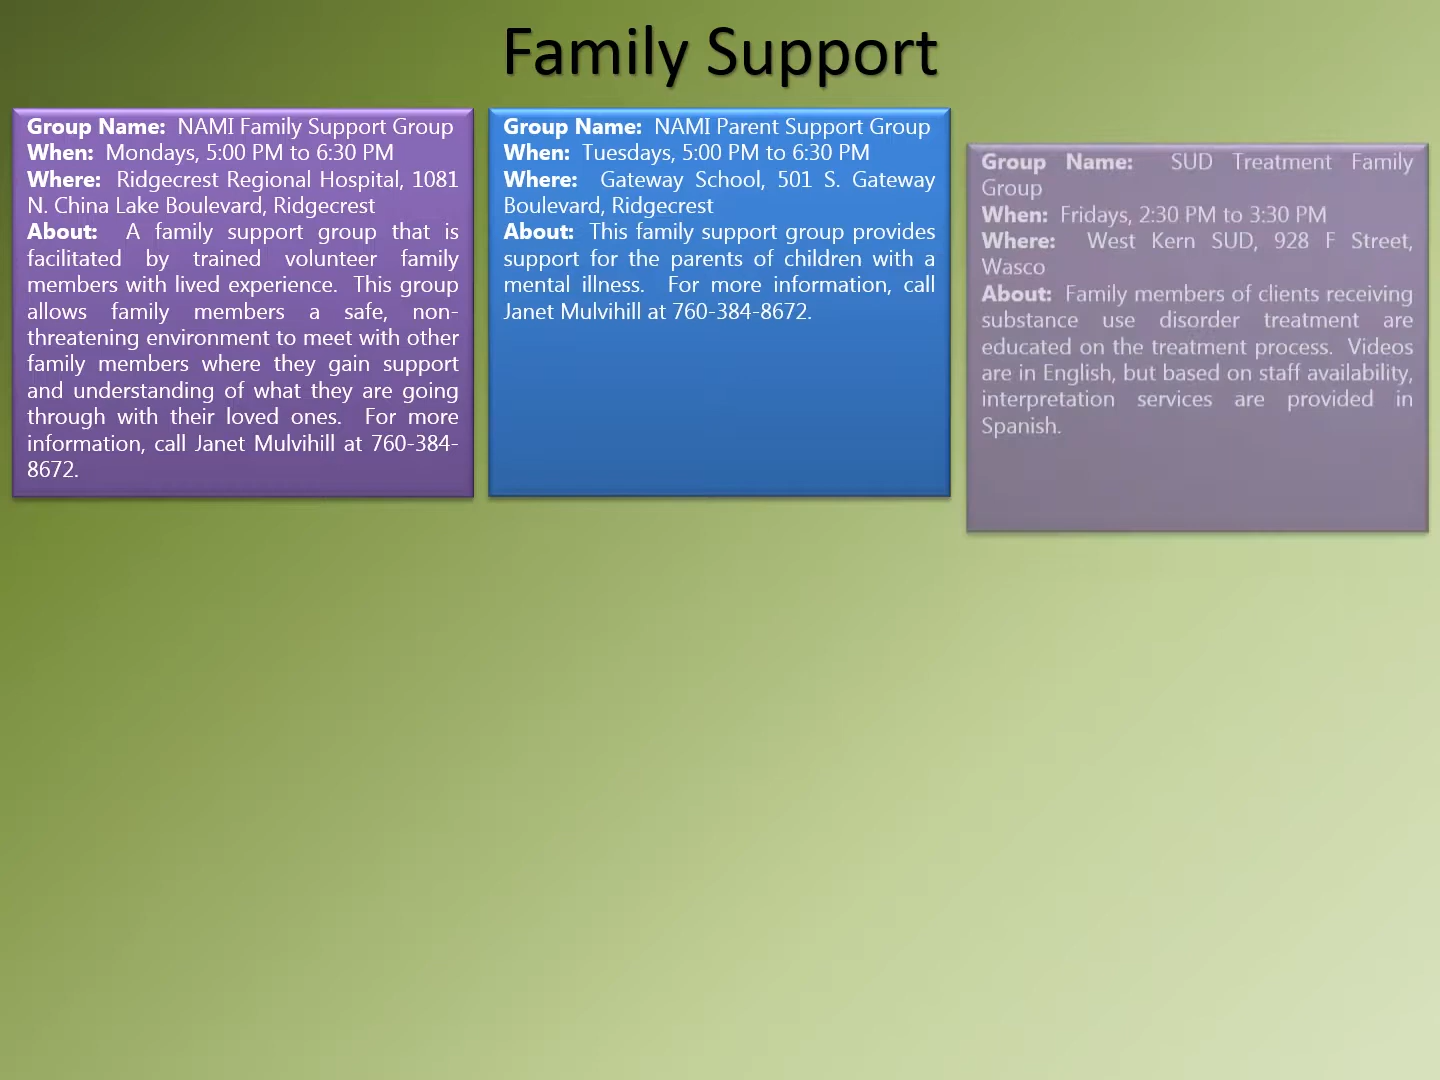 Family Support
Group Name:  NAMI Family Support Group
When:  Mondays, 5:00 PM to 6:30 PM
Where:  Ridgecrest Regional Hospital, 1081
N. China Lake Boulevard, Ridgecrest
About:  A family support group that is
facilitated by trained volunteer family
members with lived experience.  This group
allows family members a safe, non-
threatening environment to meet with other
family members where they gain support
and understanding of what they are going
through with their loved ones.  For more
information, call Janet Mulvihill at 760-384-
8672.
Group Name:  NAMI Parent Support Group
When:  Tuesdays, 5:00 PM to 6:30 PM
Where:  Gateway School, 501 S. Gateway
Boulevard, Ridgecrest
About:  This family support group provides
support for the parents of children with a
mental illness.  For more information, call
Janet Mulvihill at 760-384-8672.
Group Name:  SUD Treatment Family
Group
When:  Fridays, 2:30 PM to 3:30 PM
Where:  West Kern SUD, 928 F Street,
Wasco
About:  Family members of clients receiving
substance use disorder treatment are
educated on the treatment process.  Videos
are in English, but based on staff availability,
interpretation services are provided in
Spanish.